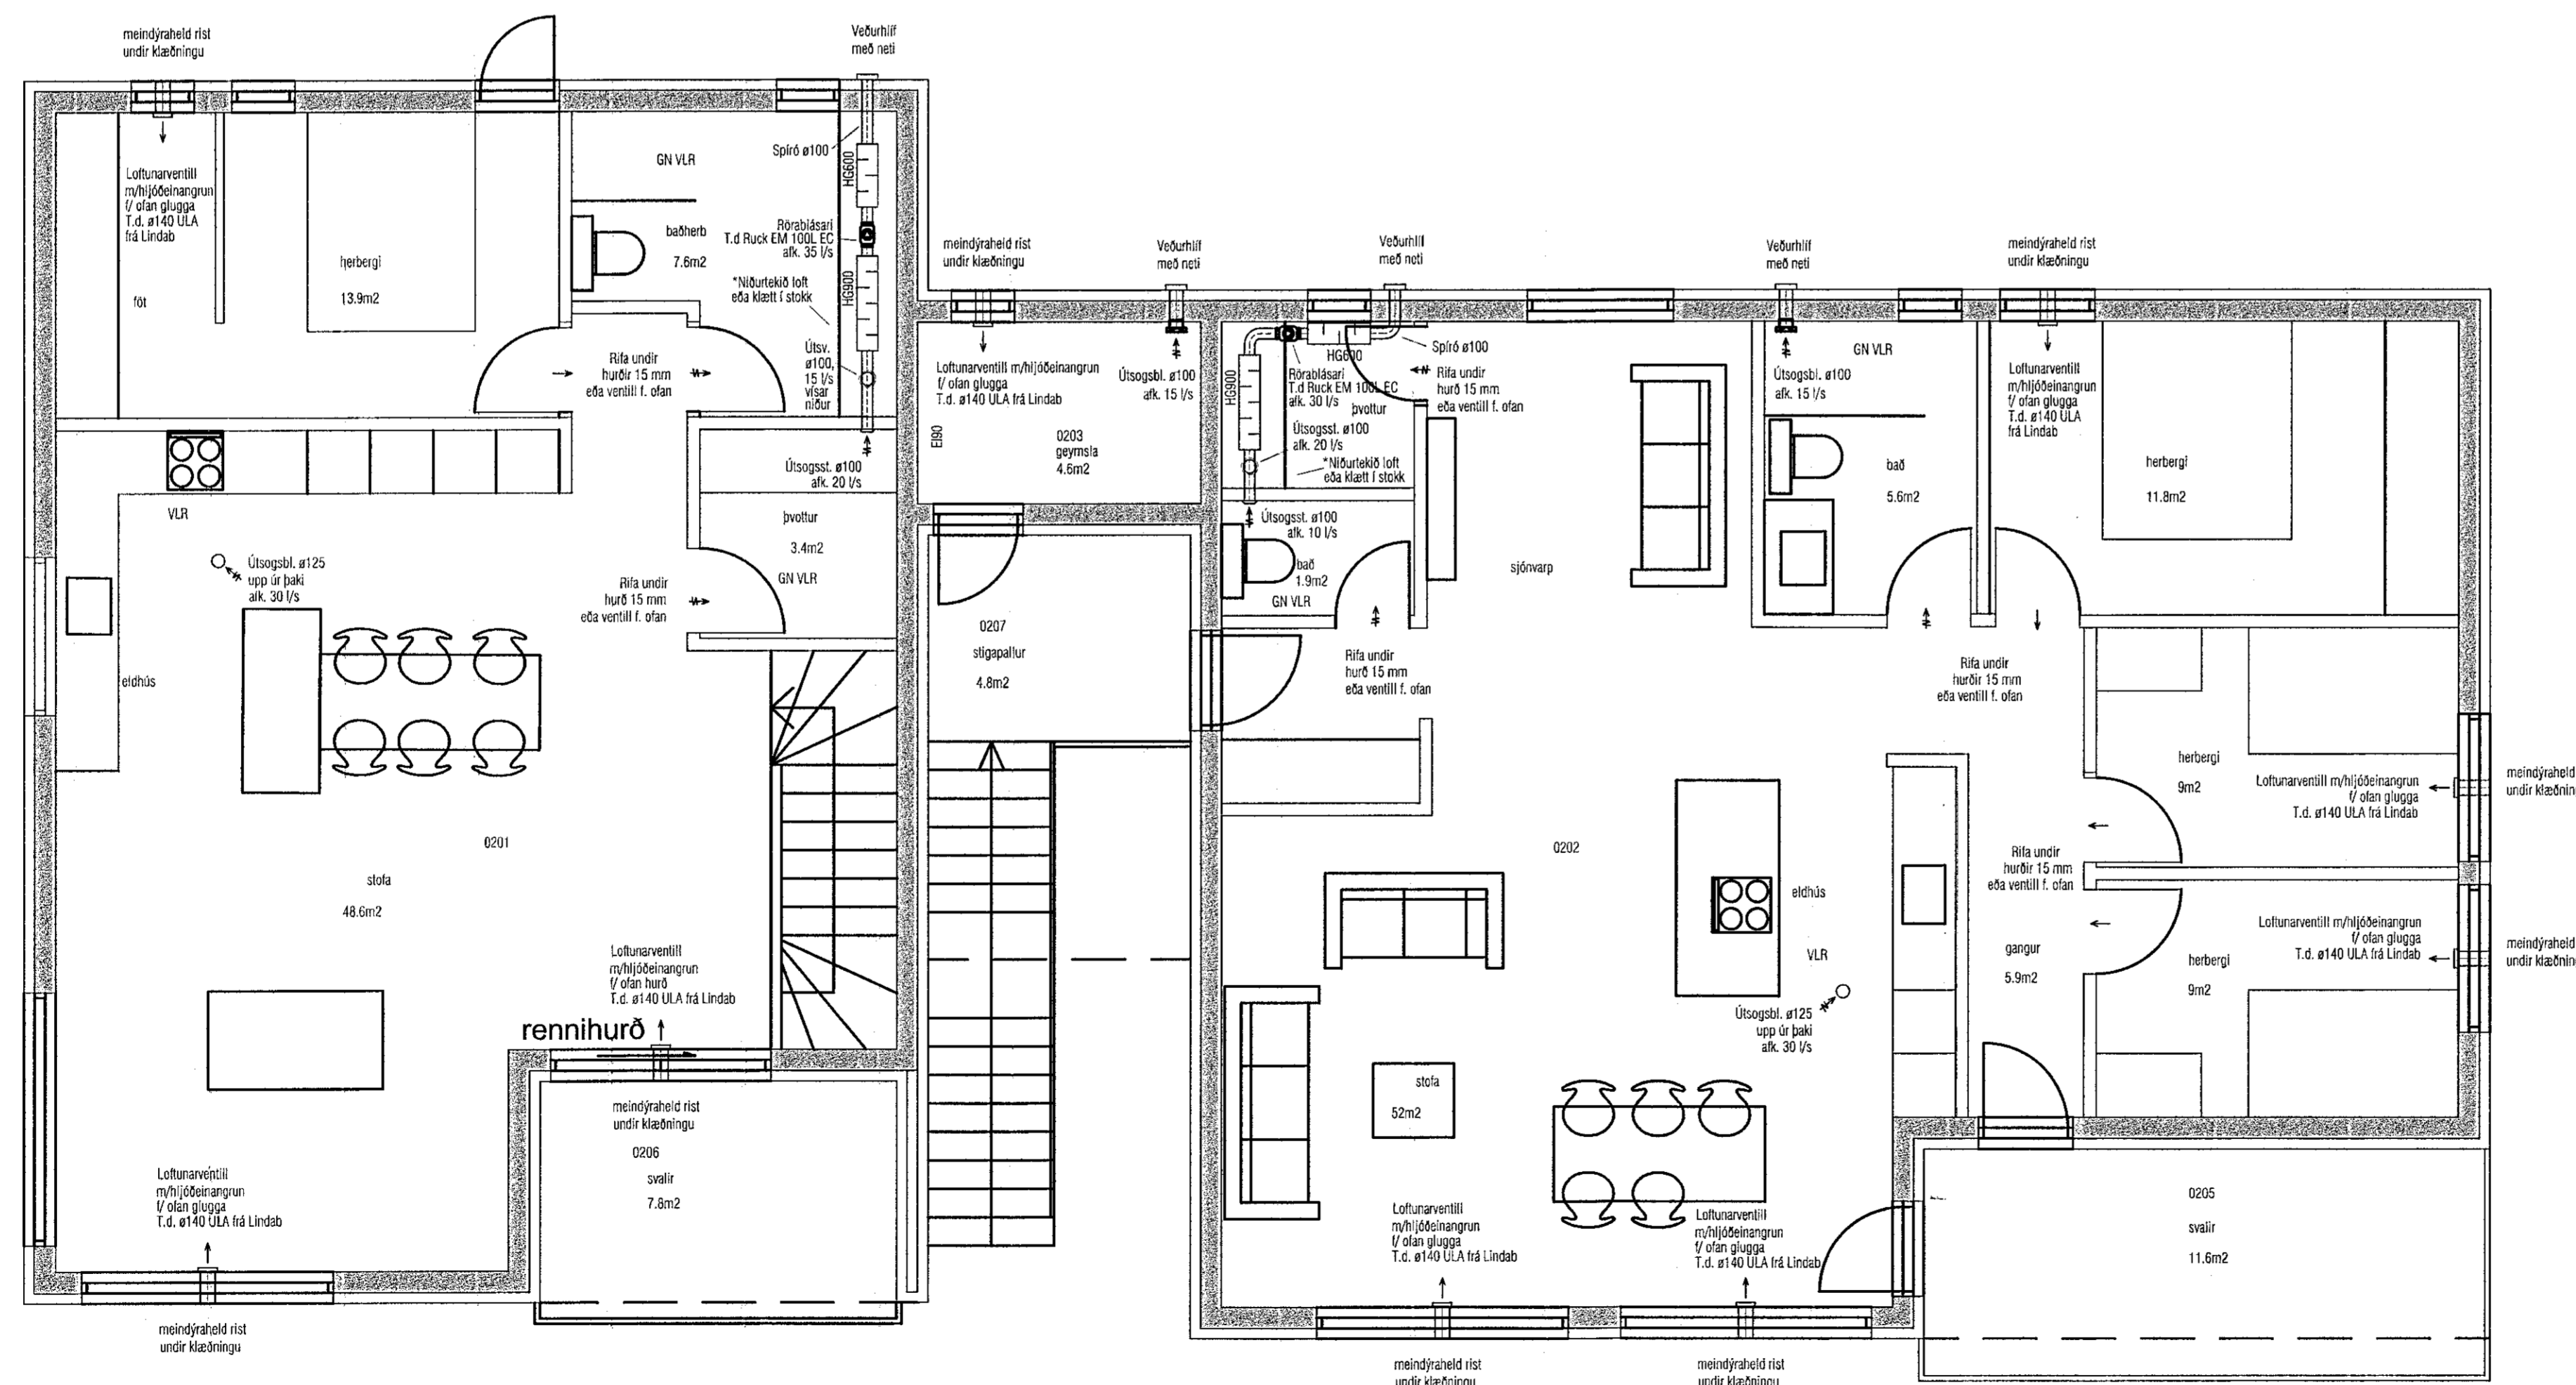 meindýraheld rist
undir klæðningu
Veðurhlíf
með neti
Loftunarventill
m/hljóðeinangrun
f/ ofan glugga
T.d. ø140 ULA
frá Lindab
föt
herbergi
13.9m2
GN VLR
baðherb
7.6m2
Spíró ø100
HG600
Rörablásari
T.d Ruck EM 100L EC
afk. 35 l/s
*Niðurtekið loft
eða klætt í stokk
HG900
Útsv.
ø100,
15 l/s
vísar
niður
Rifa undir
hurðir 15 mm
eða ventill f. ofan
Útsogsst. ø100
afk. 20 l/s
þvottur
3.4m2
GN VLR
Rifa undir
hurð 15 mm
eða ventill f. ofan
VLR
Útsogsbl. ø125
upp úr þaki
afk. 30 l/s
eldhús
0201
stofa
48.6m2
Loftunarventill
m/hljóðeinangrun
f/ ofan hurð
T.d. ø140 ULA frá Lindab
rennihurð
meindýraheld rist
undir klæðningu
0206
svalir
7.8m2
Loftunarventill
m/hljóðeinangrun
f/ ofan glugga
T.d. ø140 ULA frá Lindab
meindýraheld rist
undir klæðningu
meindýraheld rist
undir klæðningu
Veðurhlíf
með neti
Loftunarventill m/hljóðeinangrun
f/ ofan glugga
T.d. ø140 ULA frá Lindab
Útsogsbl. ø100
afk. 15 l/s
EI90
0203
geymsla
4.6m2
0207
stigapallur
4.8m2
Veðurhlíf
með neti
HG600
Spíró ø100
HG900
Rörablásari
T.d Ruck EM 100L EC
afk. 30 l/s
þvottur
Útsogsst. ø100
afk. 20 l/s
*Niðurtekið loft
eða klætt í stokk
Rifa undir
hurð 15 mm
eða ventill f. ofan
Útsogsst. ø100
afk. 10 l/s
bað
1.9m2
GN VLR
Rifa undir
hurð 15 mm
eða ventill f. ofan
sjónvarp
Veðurhlíf
með neti
GN VLR
Útsogsbl. ø100
afk. 15 l/s
bað
5.6m2
meindýraheld rist
undir klæðningu
Loftunarventill
m/hljóðeinangrun
f/ ofan glugga
T.d. ø140 ULA
frá Lindab
herbergi
11.8m2
Rifa undir
hurðir 15 mm
eða ventill f. ofan
herbergi
9m2
Loftunarventill m/hljóðeinangrun
f/ ofan glugga
T.d. ø140 ULA frá Lindab
meindýraheld
undir klæðnin
0202
eldhús
VLR
Rifa undir
hurðir 15 mm
eða ventill f. ofan
gangur
5.9m2
Loftunarventill m/hljóðeinangrun
f/ ofan glugga
T.d. ø140 ULA frá Lindab
herbergi
9m2
meindýraheld
undir klæðnin
Útsogsbl. ø125
upp úr þaki
afk. 30 l/s
stofa
52m2
Loftunarventill
m/hljóðeinangrun
f/ ofan glugga
T.d. ø140 ULA frá Lindab
Loftunarventill
m/hljóðeinangrun
f/ ofan glugga
T.d. ø140 ULA frá Lindab
0205
svalir
11.6m2
meindýraheld rist
undir klæðningu
meindýraheld rist
undir klæðningu